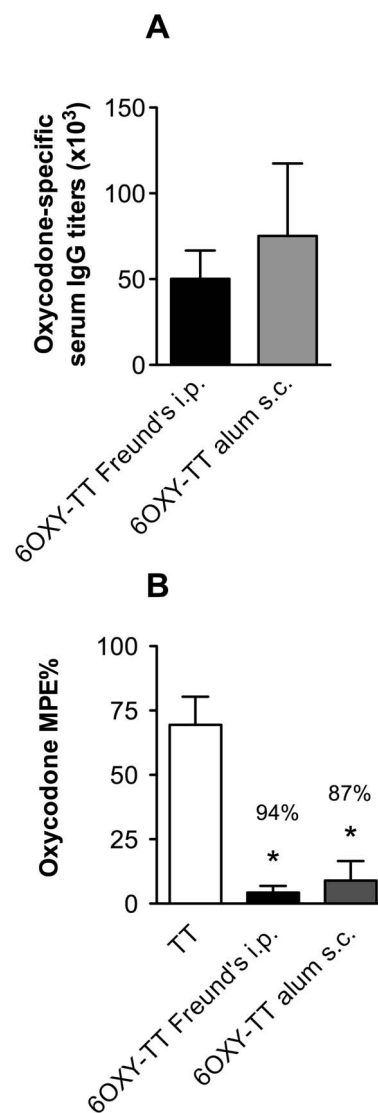 A
Oxycodone-specific
serum IgG titers (x10³)
150
100
50
0
6OXY-TT Freund's i.p.
6OXY-TT alum s.c.
B
Oxycodone MPE%
100
75
50
25
0
94%
87%
*
*
TT
6OXY-TT Freund's i.p.
6OXY-TT alum s.c.